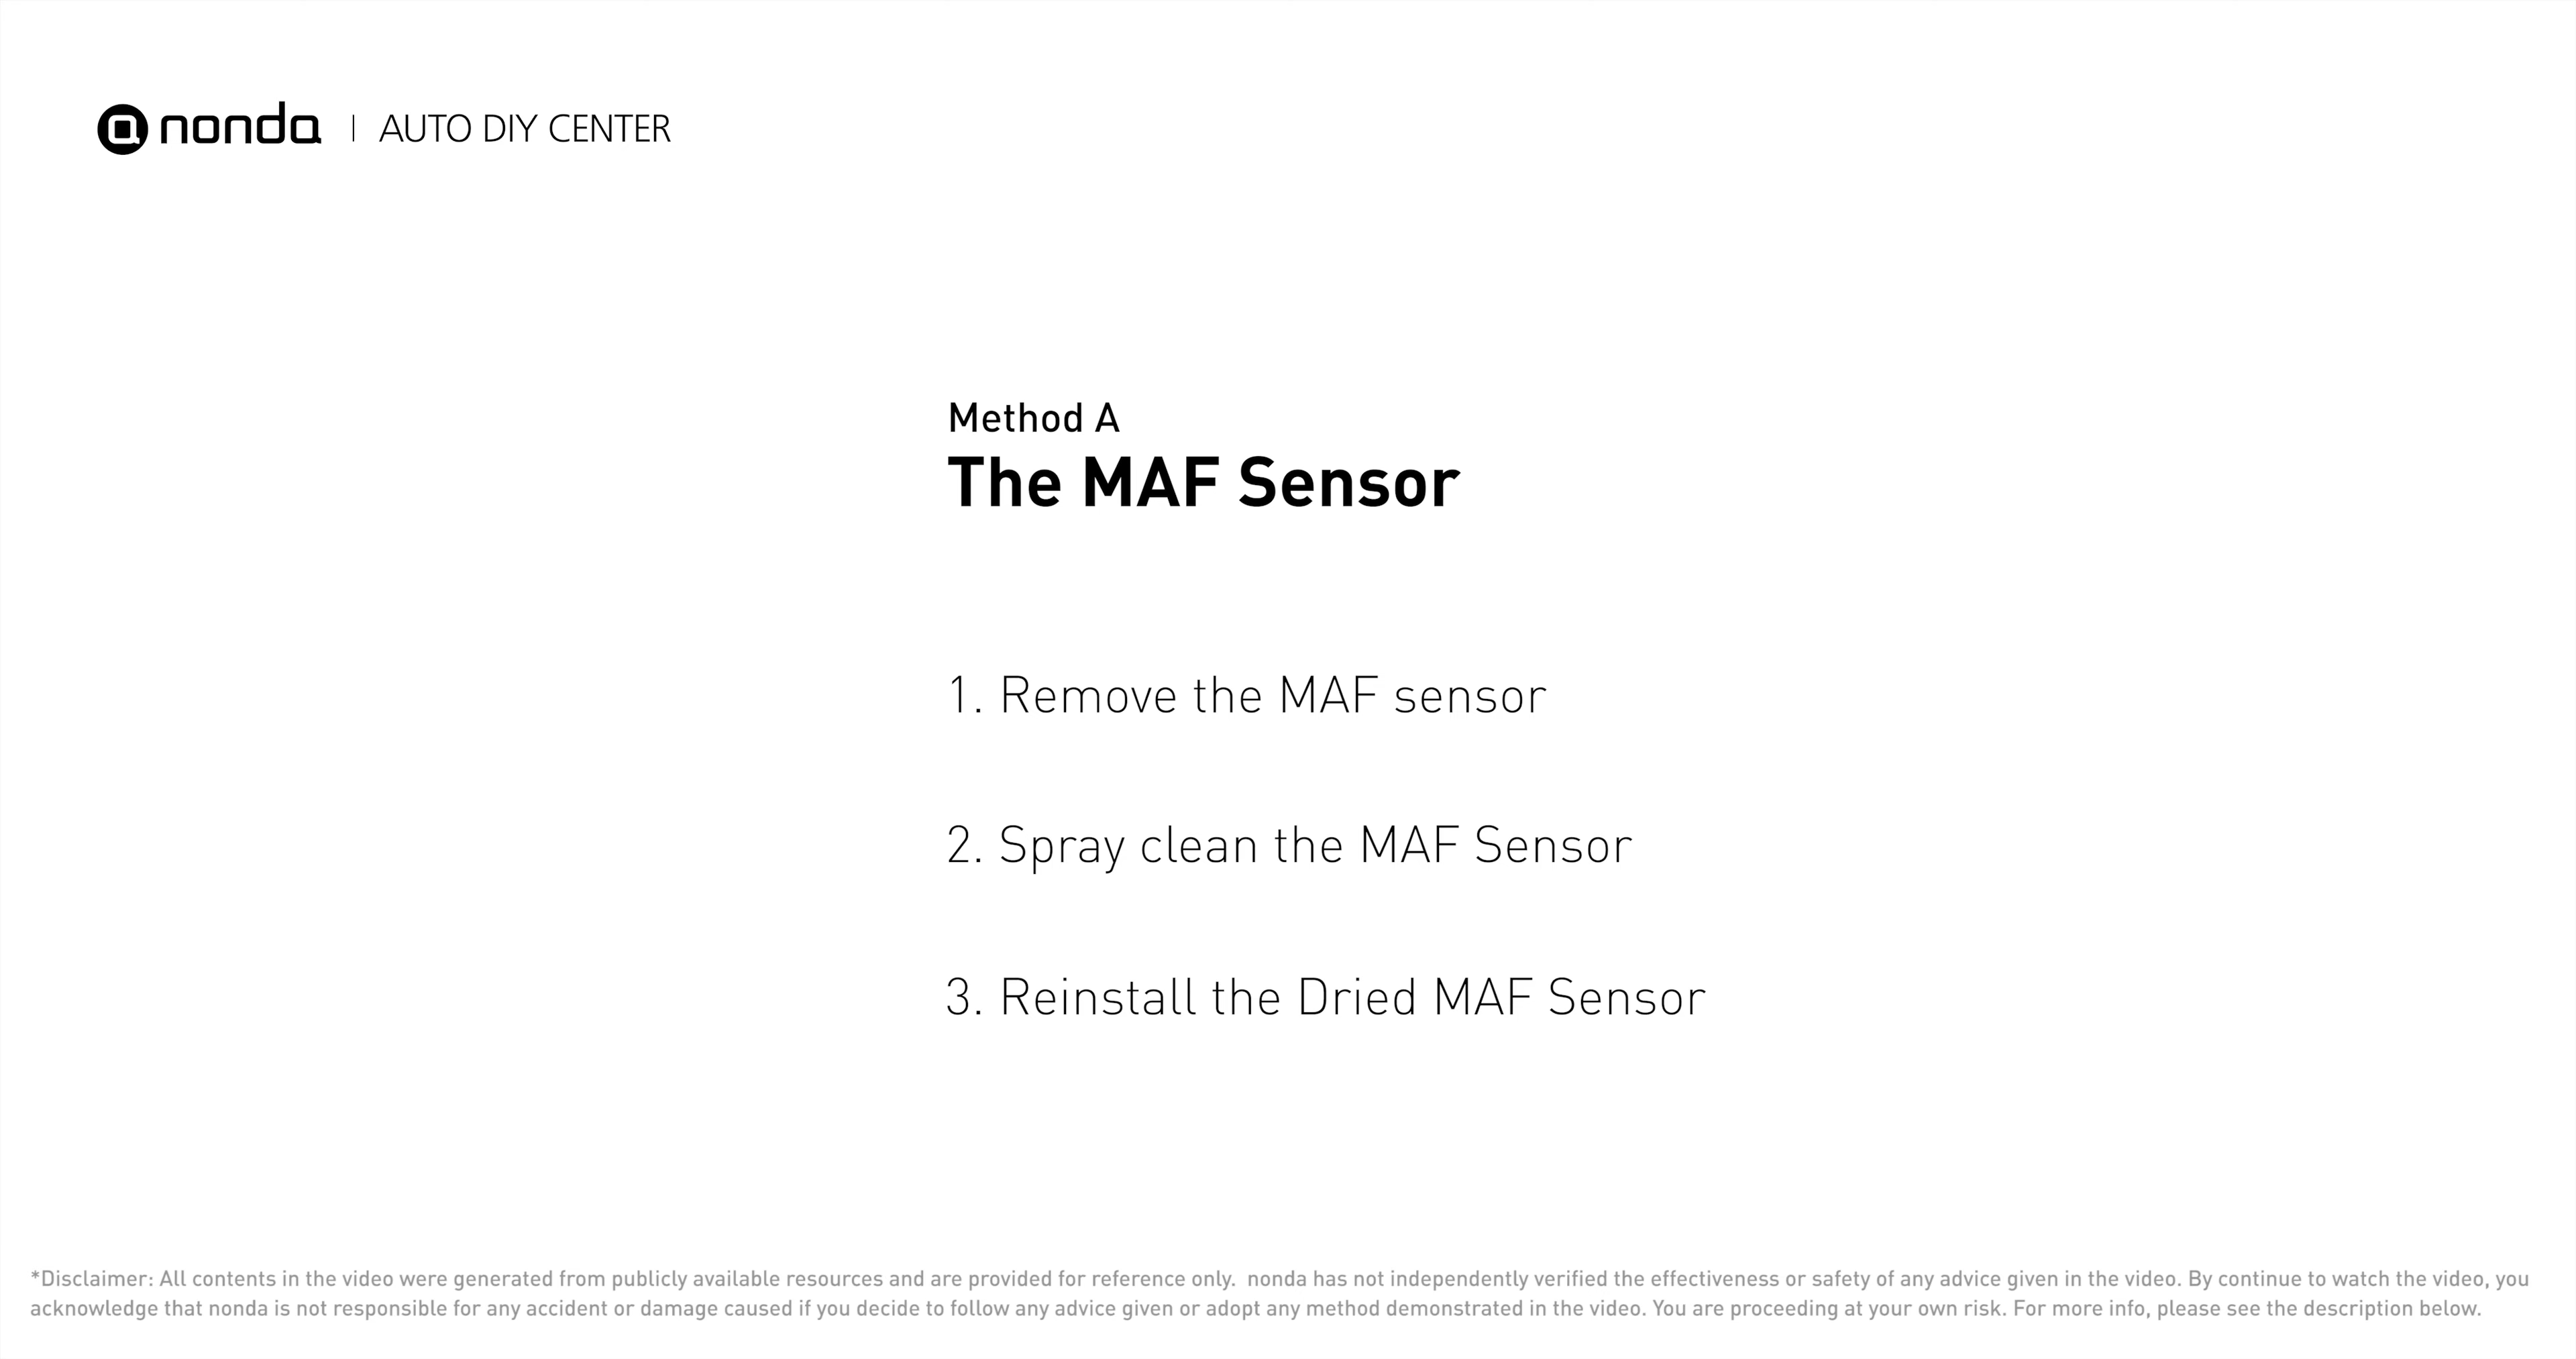 nonda | AUTO DIY CENTER
Method A
The MAF Sensor
1. Remove the MAF sensor
2. Spray clean the MAF Sensor
3. Reinstall the Dried MAF Sensor
*Disclaimer: All contents in the video were generated from publicly available resources and are provided for reference only.  nonda has not independently verified the effectiveness or safety of any advice given in the video. By continue to watch the video, you
acknowledge that nonda is not responsible for any accident or damage caused if you decide to follow any advice given or adopt any method demonstrated in the video. You are proceeding at your own risk. For more info, please see the description below.